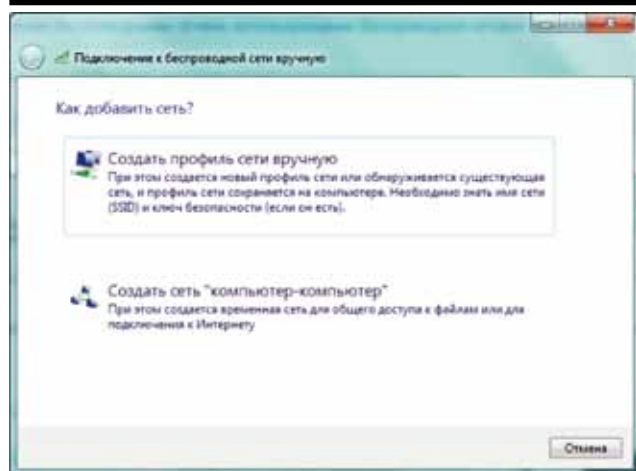 Подключение к беспроводной сети вручную
Как добавить сеть?
Создать профиль сети вручную
При этом создается новый профиль сети или обнаруживается существующая
сеть, и профиль сети сохраняется на компьютере. Необходимо знать имя сети
(SSID) и ключ безопасности (если он есть).
Создать сеть "компьютер-компьютер"
При этом создается временная сеть для общего доступа к файлам или для
подключения к Интернету
Отмена